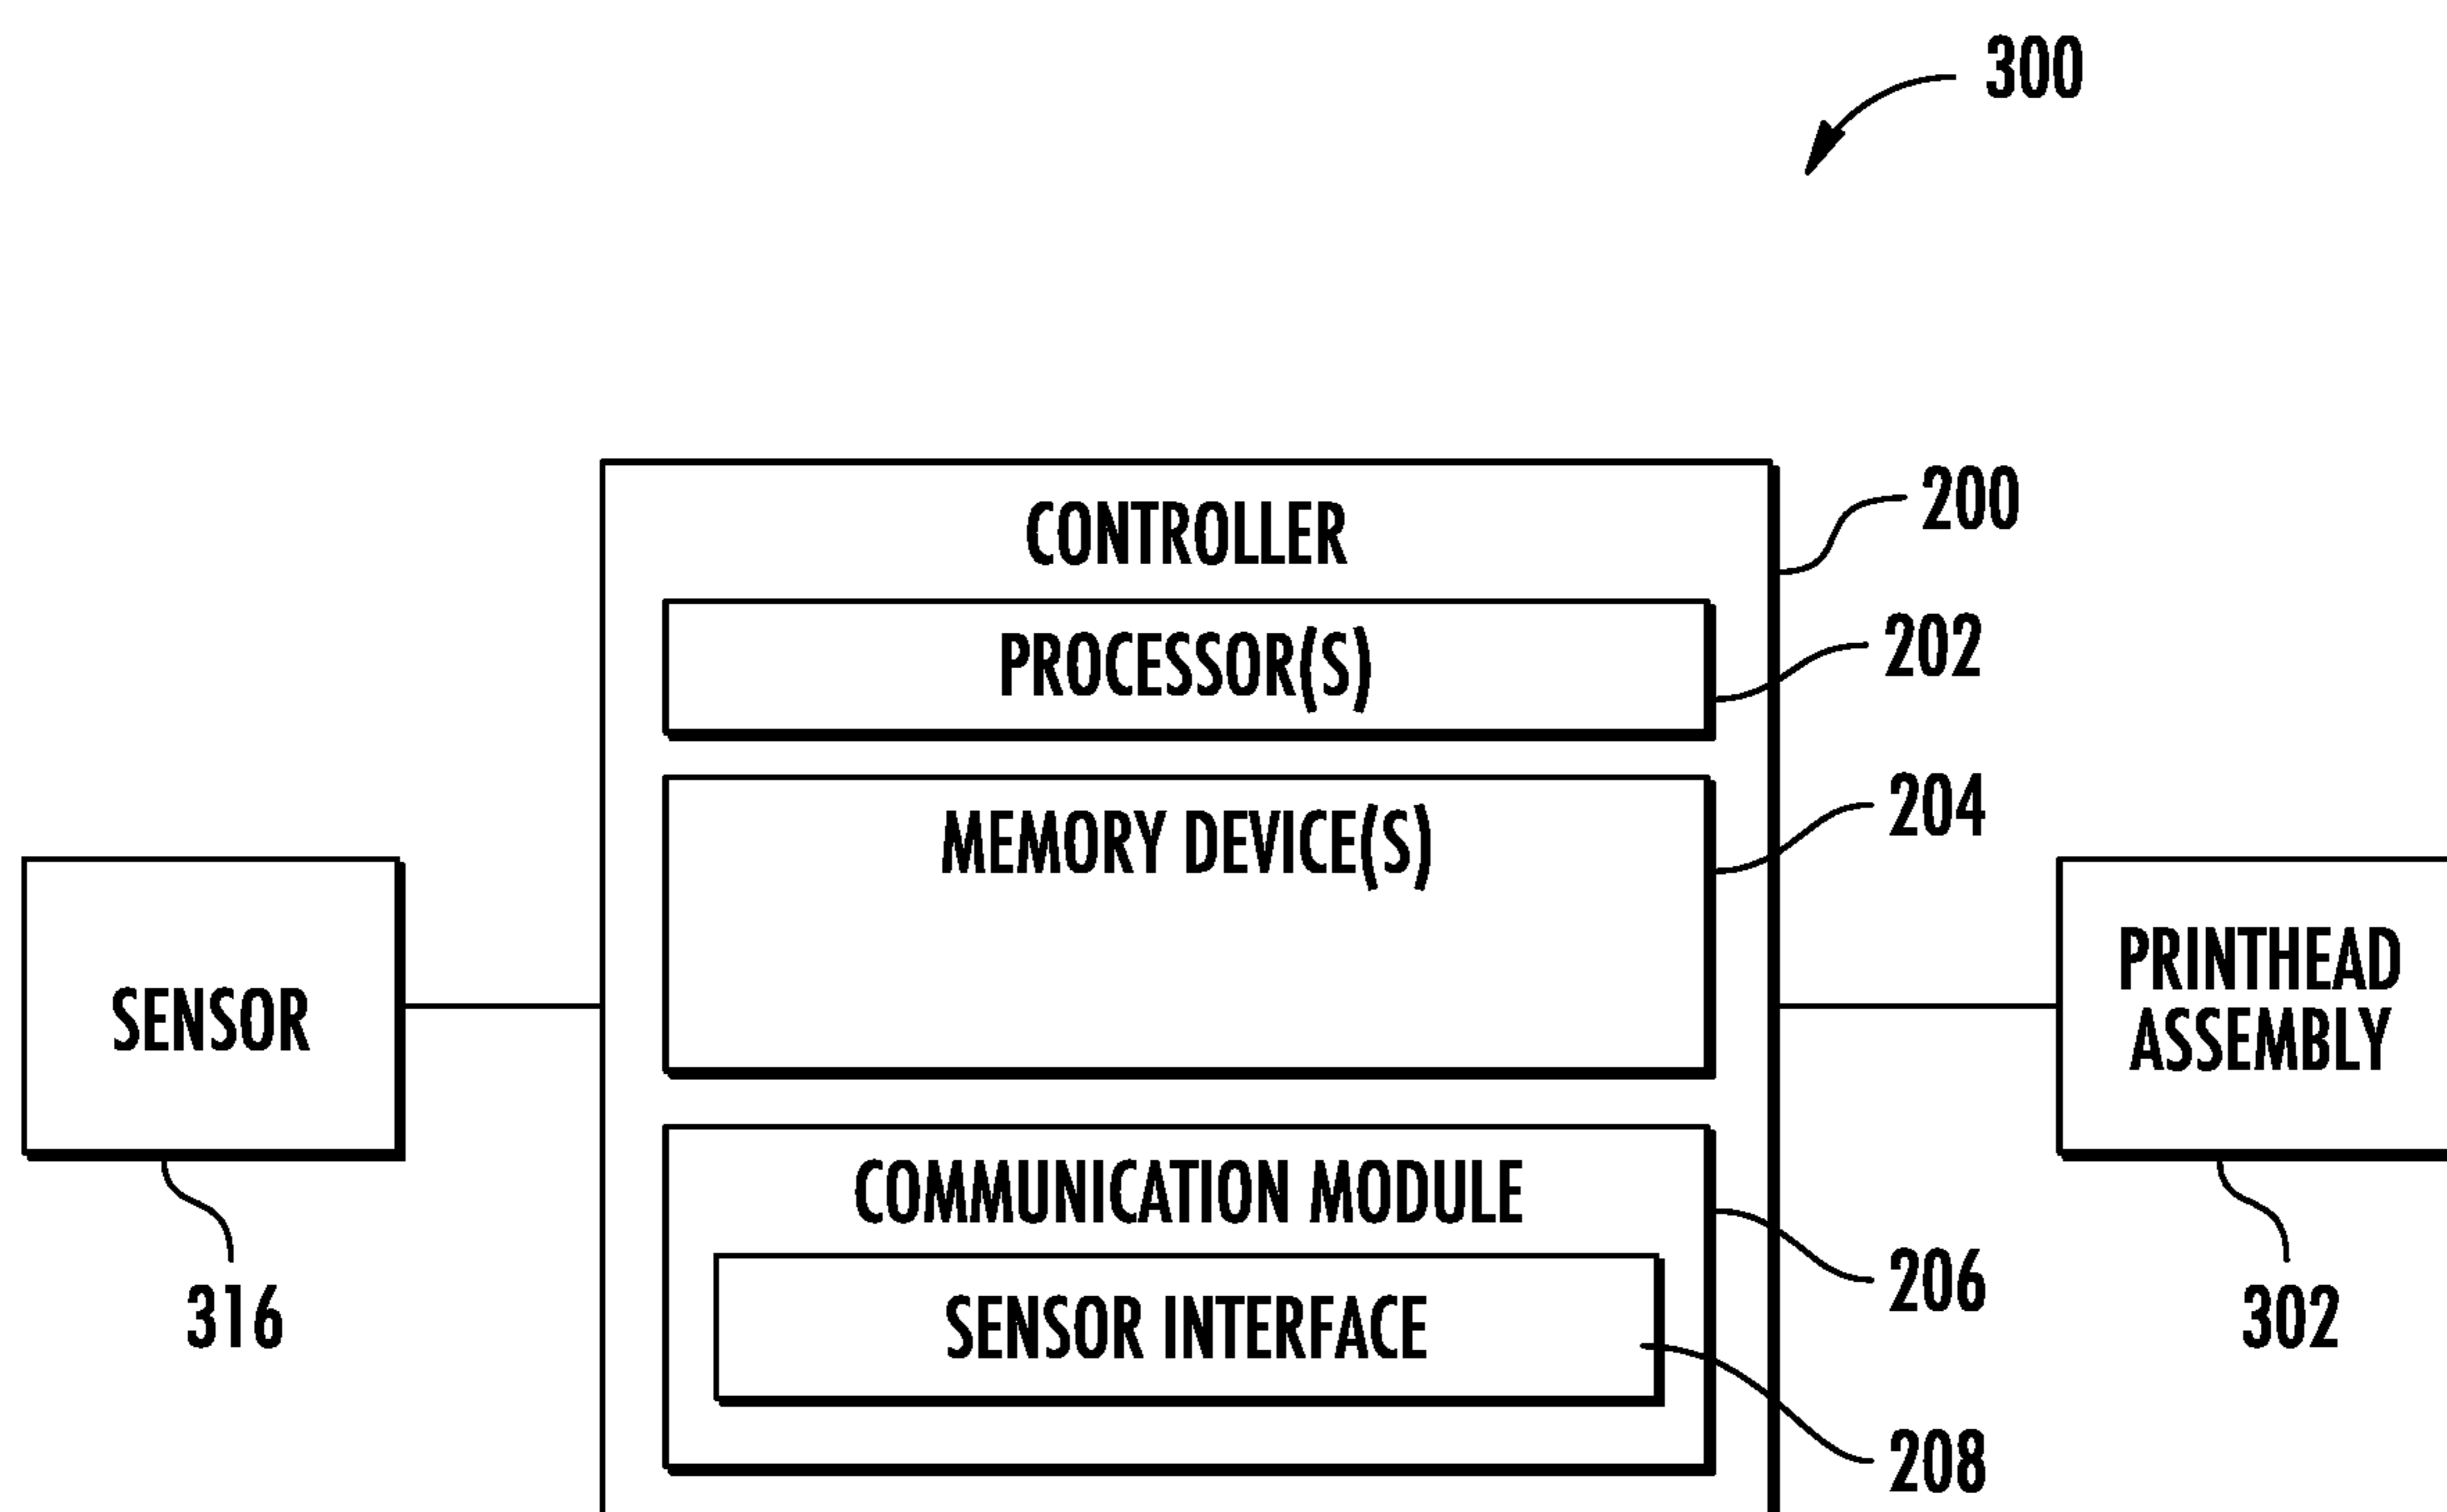 300
CONTROLLER
200
PROCESSOR(S)
202
MEMORY DEVICE(S)
204
SENSOR
PRINTHEAD
ASSEMBLY
COMMUNICATION MODULE
206
SENSOR INTERFACE
316
302
208